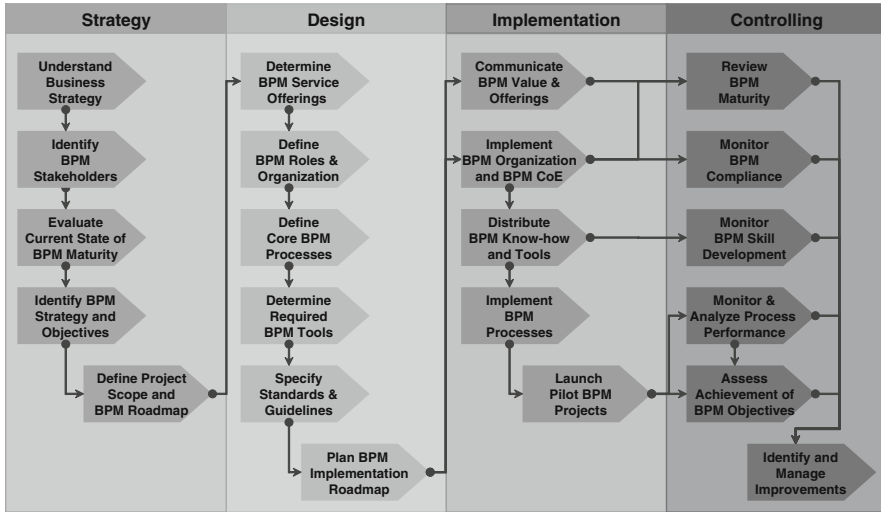 Strategy
Understand
Business
Strategy
Identify
BPM
Stakeholders
Evaluate
Current State of
BPM Maturity
Identify BPM
Strategy and
Objectives
Define Project
Scope and
BPM Roadmap
Design
Determine
BPM Service
Offerings
Define
BPM Roles &
Organization
Define
Core BPM
Processes
Determine
Required
BPM Tools
Specify
Standards &
Guidelines
Plan BPM
Implementation
Roadmap
Implementation
Communicate
BPM Value &
Offerings
Implement
BPM Organization
and BPM CoE
Distribute
BPM Know-how
and Tools
Implement
BPM
Processes
Launch
Pilot BPM
Projects
Controlling
Review
BPM
Maturity
Monitor
BPM
Compliance
Monitor
BPM Skill
Development
Monitor &
Analyze Process
Performance
Assess
Achievement of
BPM Objectives
Identify and
Manage
Improvements